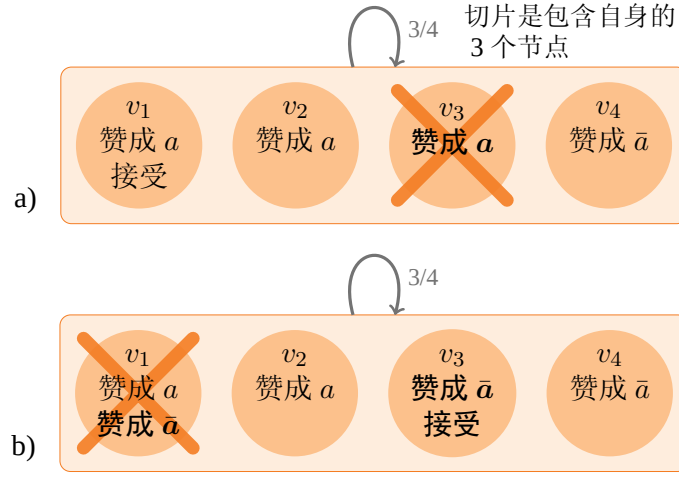 3/4
切片是包含自身的
3 个节点
a)
v₁
赞成 a
接受
v₂
赞成 a
v₃
赞成 a
v₄
赞成 ā
3/4
b)
v₁
赞成 a
赞成 ā
v₂
赞成 a
v₃
赞成 ā
接受
v₄
赞成 ā